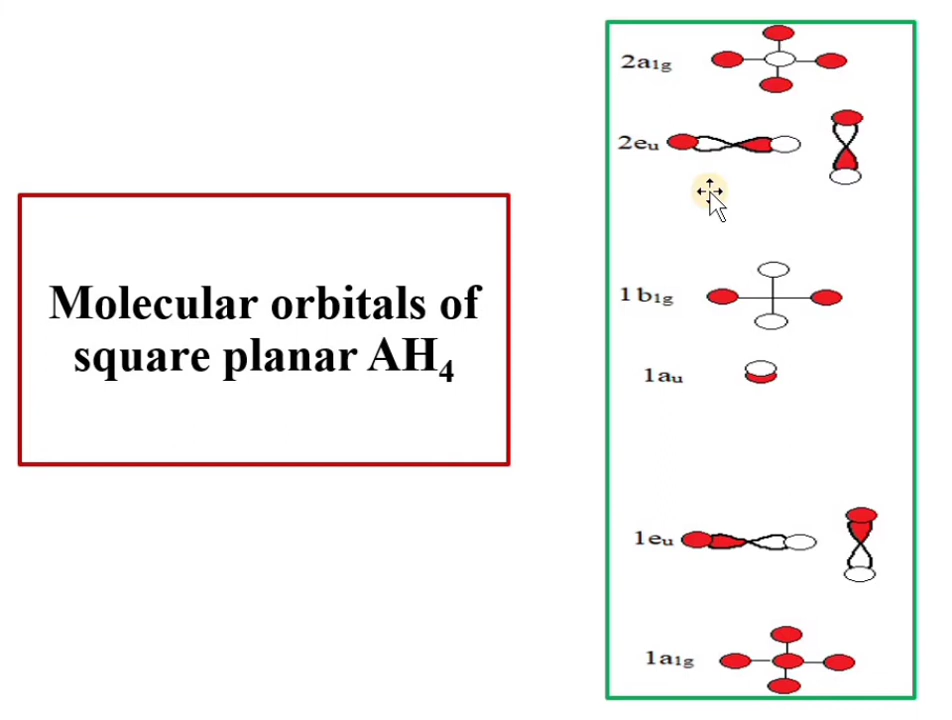 Molecular orbitals of
square planar AH₄
2a₁g
2eᵤ
1b₁g
1aᵤ
1eᵤ
1a₁g